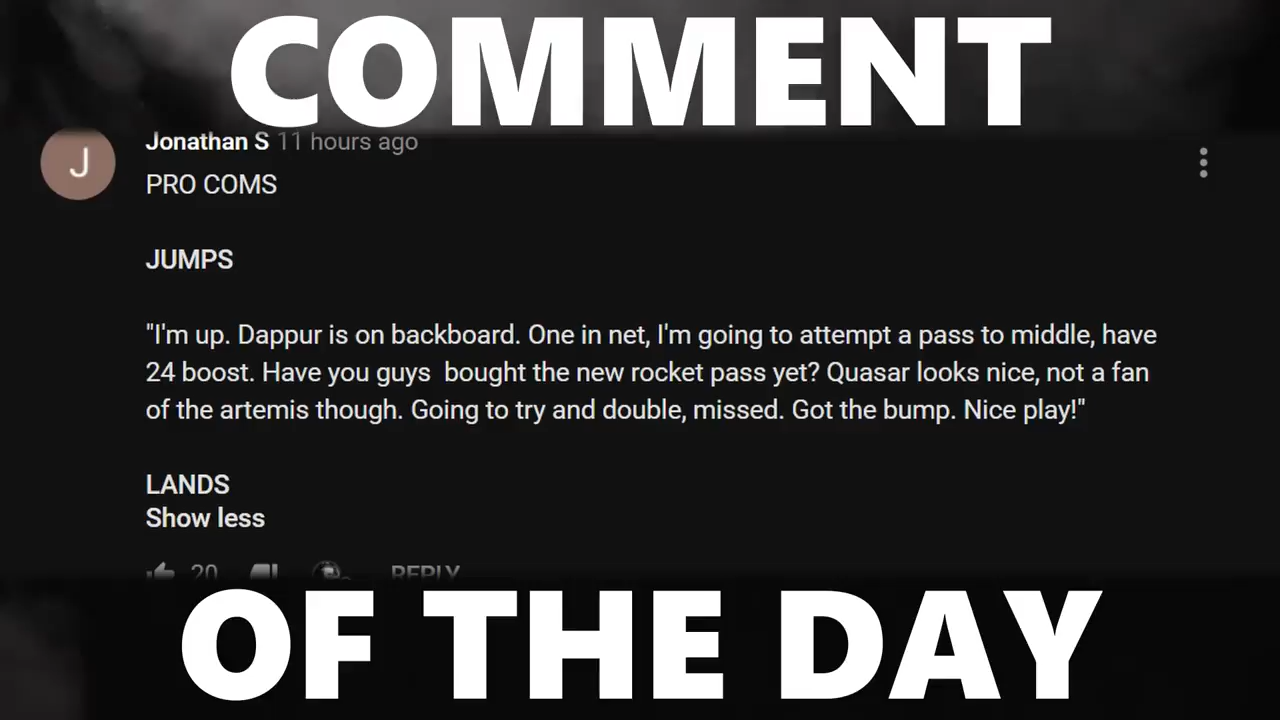 COMMENT
J
Jonathan S 11 hours ago
PRO COMS
JUMPS
"I'm up. Dappur is on backboard. One in net, I'm going to attempt a pass to middle, have
24 boost. Have you guys  bought the new rocket pass yet? Quasar looks nice, not a fan
of the artemis though. Going to try and double, missed. Got the bump. Nice play!"
LANDS
Show less
20 REPLY
OF THE DAY